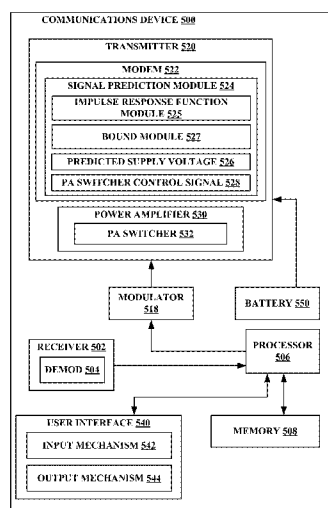 COMMUNICATIONS DEVICE 500
TRANSMITTER 520
MODEM 522
SIGNAL PREDICTION MODULE 524
IMPULSE RESPONSE FUNCTION
MODULE 525
BOUND MODULE 527
PREDICTED SUPPLY VOLTAGE 526
PA SWITCHER CONTROL SIGNAL 528
POWER AMPLIFIER 530
PA SWITCHER 532
MODULATOR
518
BATTERY 550
RECEIVER 502
DEMOD 504
PROCESSOR
506
USER INTERFACE 540
INPUT MECHANISM 542
OUTPUT MECHANISM 544
MEMORY 508